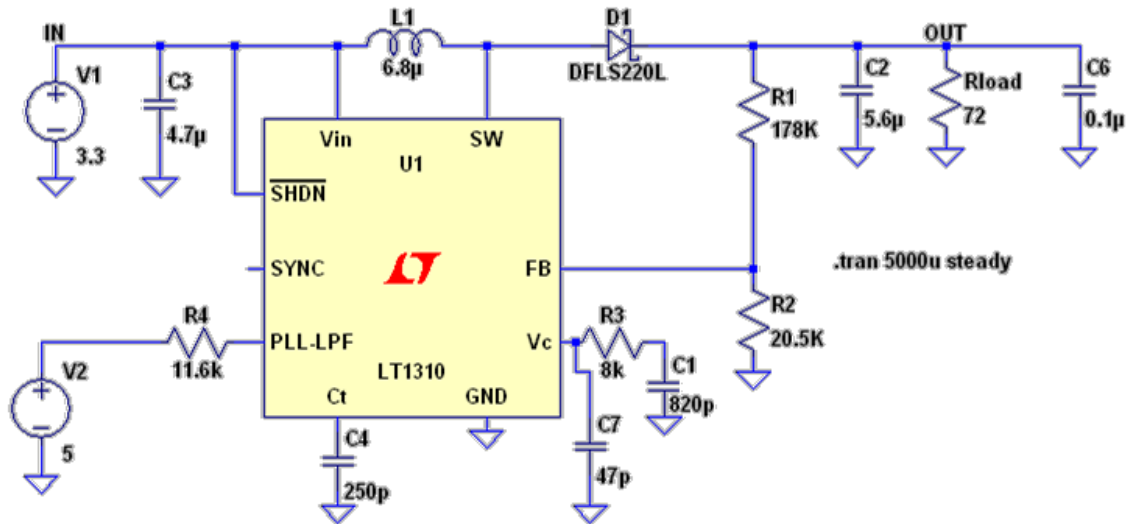 IN
V1
3.3
C3
4.7µ
L1
6.8µ
D1
DFLS220L
OUT
R1
178K
C2
5.6µ
Rload
72
C6
0.1µ
Vin
SW
U1
SHDN
SYNC
FB
PLL-LPF
Vc
LT1310
Ct
GND
.tran 5000u steady
R2
20.5K
R4
11.6k
V2
5
R3
8k
C1
820p
C4
250p
C7
47p